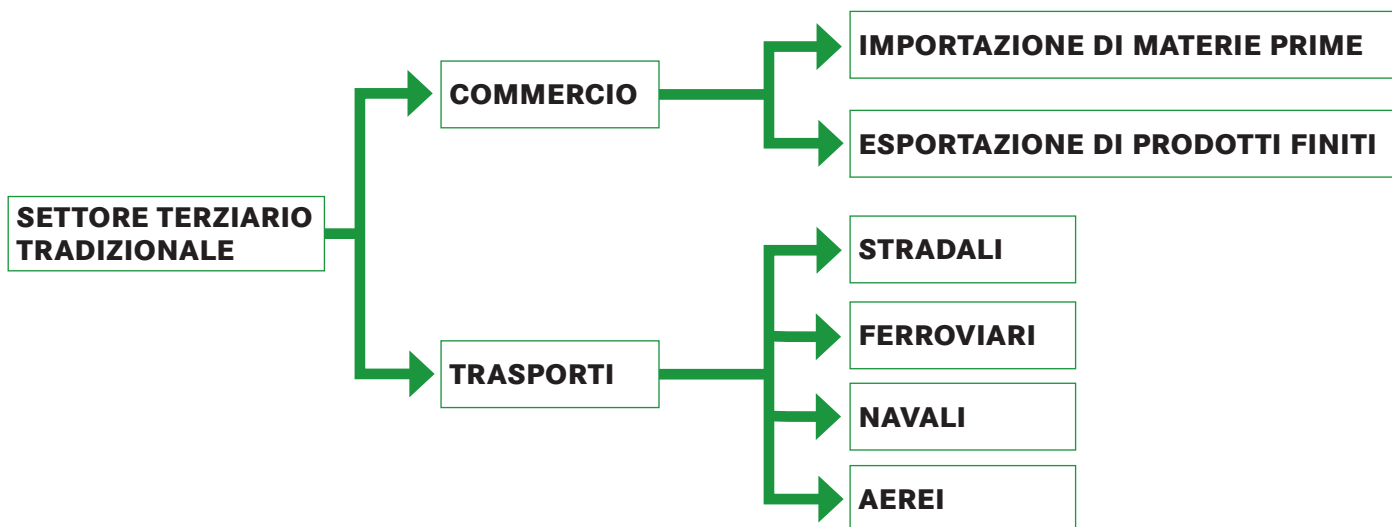 SETTORE TERZIARIO
TRADIZIONALE
COMMERCIO
IMPORTAZIONE DI MATERIE PRIME
ESPORTAZIONE DI PRODOTTI FINITI
TRASPORTI
STRADALI
FERROVIARI
NAVALI
AEREI